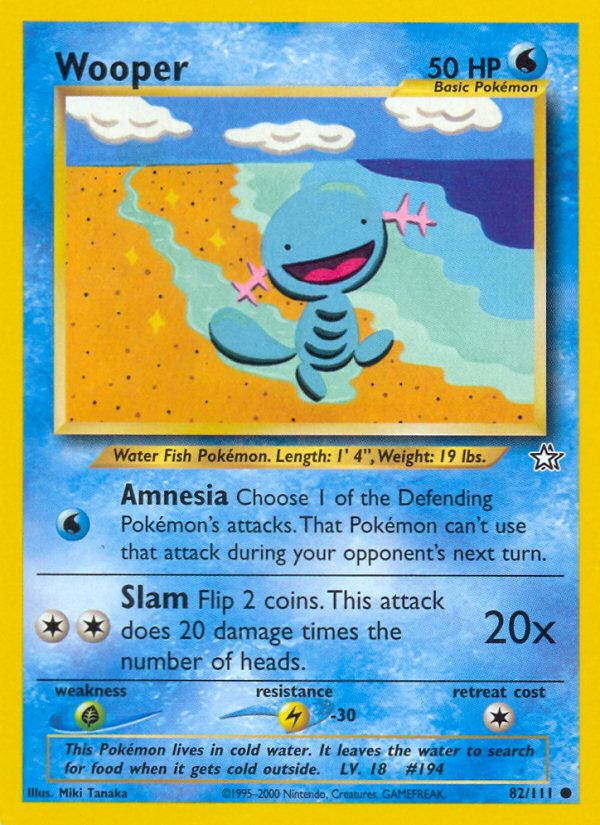 Wooper
50 HP
Basic Pokémon
Water Fish Pokémon. Length: 1' 4", Weight: 19 lbs.
Amnesia Choose 1 of the Defending
Pokémon's attacks. That Pokémon can't use
that attack during your opponent's next turn.
Slam Flip 2 coins. This attack
does 20 damage times the
number of heads.
20x
weakness
resistance
retreat cost
-30
This Pokémon lives in cold water. It leaves the water to search
for food when it gets cold outside. LV. 18 #194
Illus. Miki Tanaka
©1995-2000 Nintendo, Creatures, GAMEFREAK.
82/111